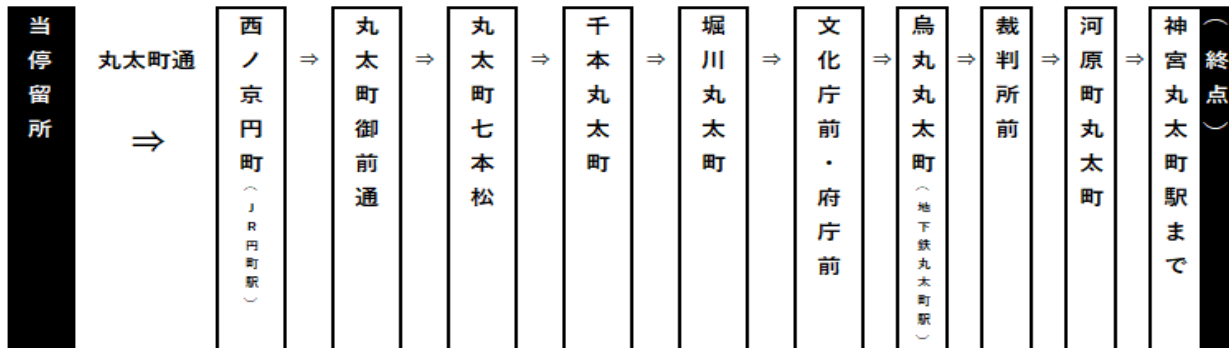 当停留所
丸太町通
⇒
西ノ京円町（JR円町駅）
⇒
丸太町御前通
⇒
丸太町七本松
⇒
千本丸太町
⇒
堀川丸太町
⇒
文化庁前・府庁前
⇒
烏丸丸太町（地下鉄丸太町駅）
⇒
裁判所前
⇒
河原町丸太町
⇒
神宮丸太町駅まで
（終点）